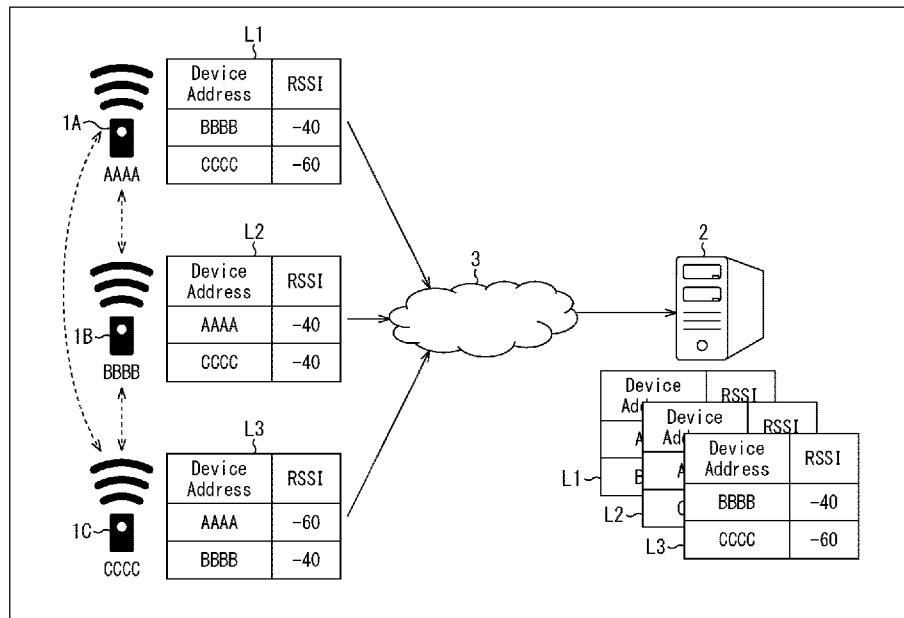 L1
Device Address RSSI
BBBB -40
CCCC -60
1A
AAAA
L2
Device Address RSSI
AAAA -40
CCCC -40
1B
BBBB
L3
Device Address RSSI
AAAA -60
BBBB -40
1C
CCCC
3
2
Device RSSI
Add
A
B
L1
Device RSSI
Add
A
C
L2
Device Address RSSI
BBBB -40
CCCC -60
L3